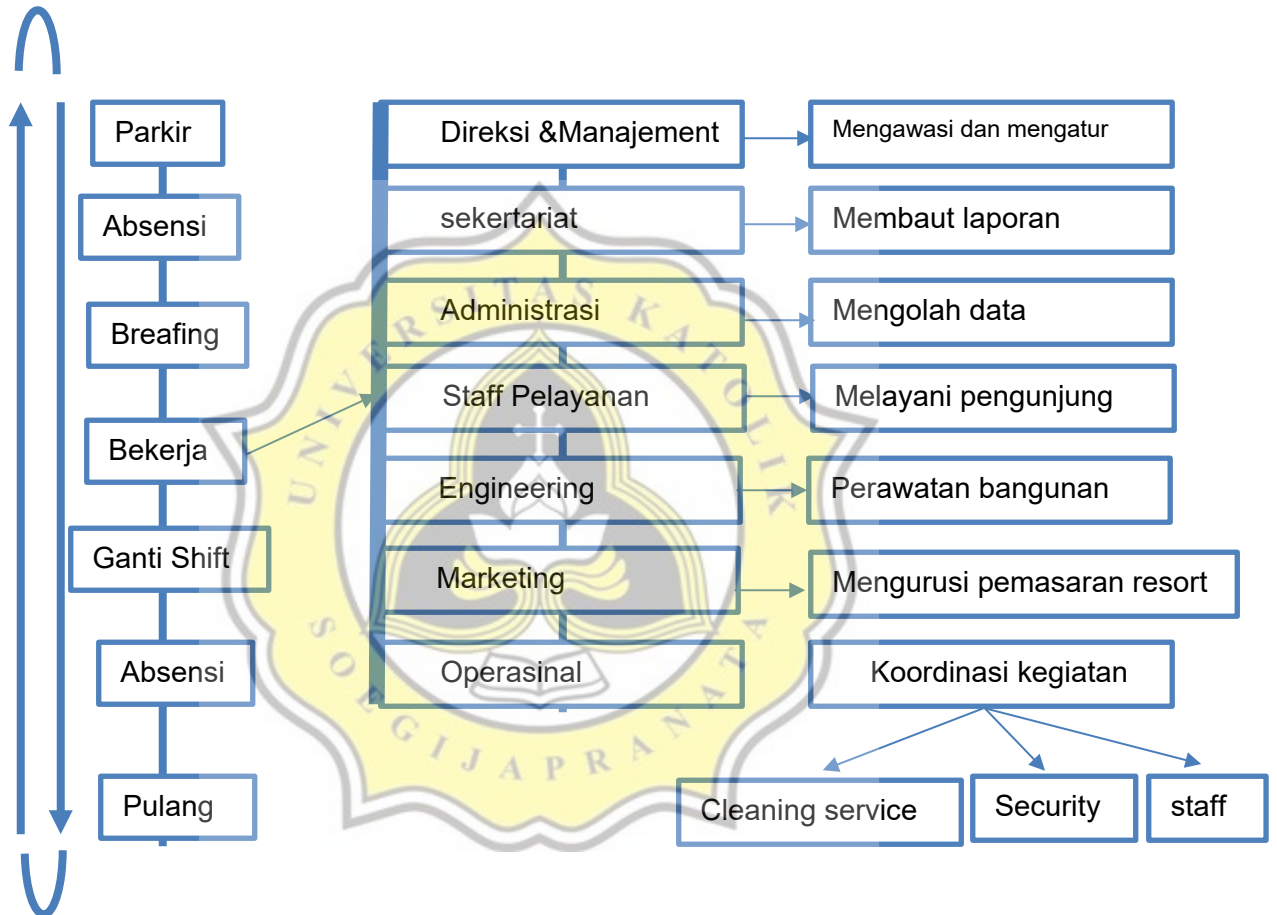 Parkir
Absensi
Breafing
Bekerja
Ganti Shift
Absensi
Pulang
Direksi &Manajement
sekertariat
Administrasi
Staff Pelayanan
Engineering
Marketing
Operasinal
Mengawasi dan mengatur
Membaut laporan
Mengolah data
Melayani pengunjung
Perawatan bangunan
Mengurusi pemasaran resort
Koordinasi kegiatan
Cleaning service
Security
staff
UNIVERSITAS KATOLIK
SOEGIJAPRANATA